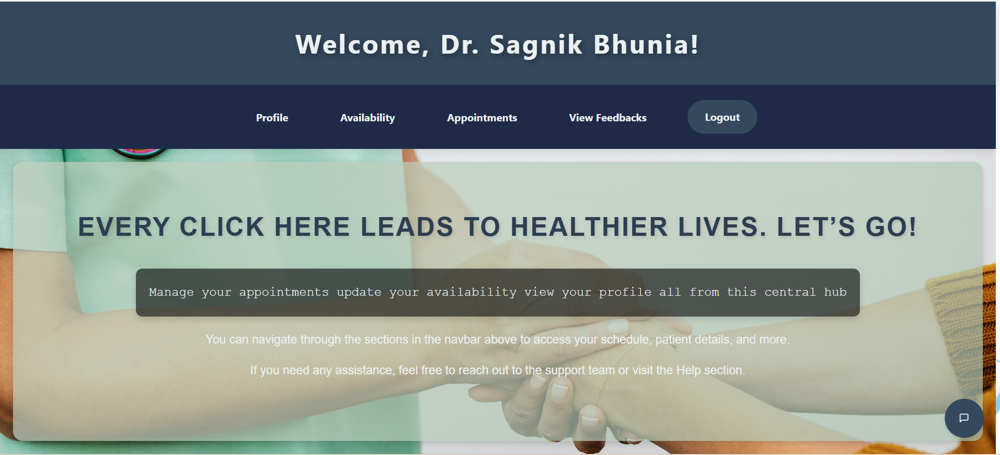 Welcome, Dr. Sagnik Bhunia!
Profile Availability Appointments View Feedbacks Logout
EVERY CLICK HERE LEADS TO HEALTHIER LIVES. LET’S GO!
Manage your appointments update your availability view your profile all from this central hub
You can navigate through the sections in the navbar above to access your schedule, patient details, and more.
If you need any assistance, feel free to reach out to the support team or visit the Help section.